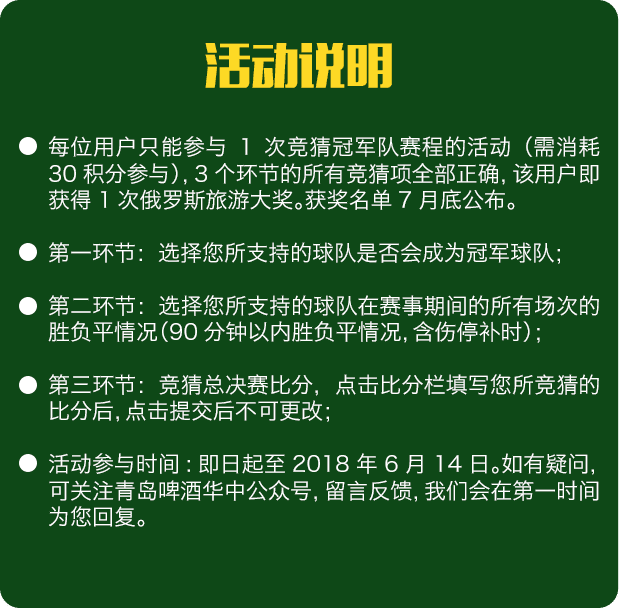 活动说明
● 每位用户只能参与 1 次竞猜冠军队赛程的活动（需消耗
30 积分参与），3 个环节的所有竞猜项全部正确，该用户即
获得 1 次俄罗斯旅游大奖。获奖名单 7 月底公布。
● 第一环节：选择您所支持的球队是否会成为冠军球队；
● 第二环节：选择您所支持的球队在赛事期间的所有场次的
胜负平情况（90 分钟以内胜负平情况，含伤停补时）；
● 第三环节：竞猜总决赛比分，点击比分栏填写您所竞猜的
比分后，点击提交后不可更改；
● 活动参与时间：即日起至 2018 年 6 月 14 日。如有疑问，
可关注青岛啤酒华中公众号，留言反馈，我们会在第一时间
为您回复。